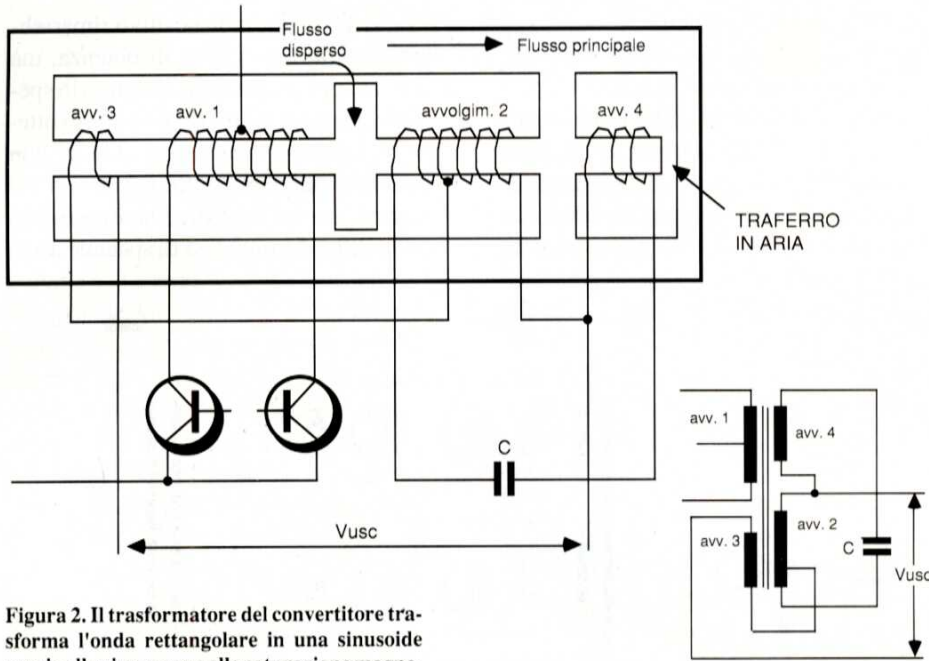 Flusso
disperso
Flusso principale
avv. 3
avv. 1
avvolgim. 2
avv. 4
TRAFERRO
IN ARIA
C
Vusc
avv. 1
avv. 4
avv. 3
avv. 2
C
Vusc
Figura 2. Il trasformatore del convertitore tra-
sforma l'onda rettangolare in una sinusoide